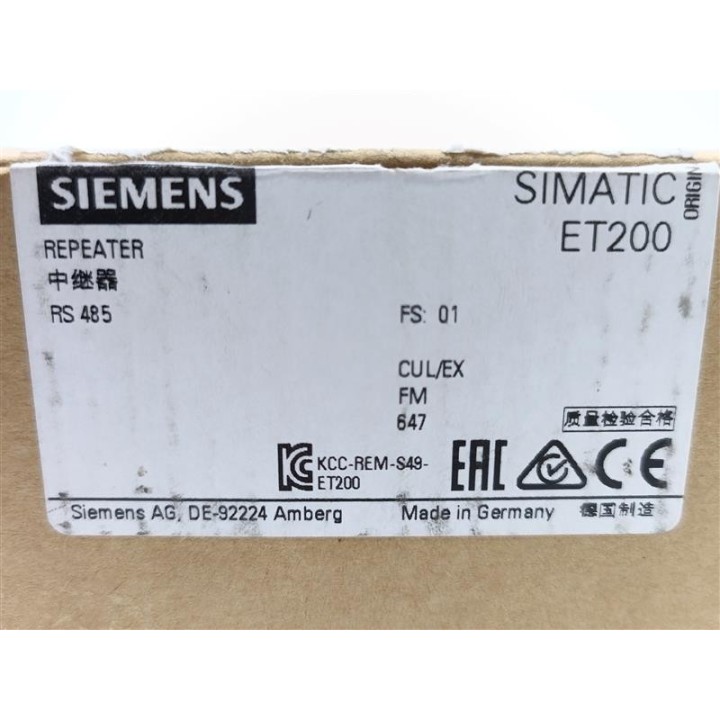 SIEMENS
SIMATIC
ET200
REPEATER
中继器
RS 485
FS: 01
CUL/EX
FM
647
质量检验合格
KCC-REM-S49-
ET200
EAC
CE
Siemens AG, DE-92224 Amberg
Made in Germany 德国制造